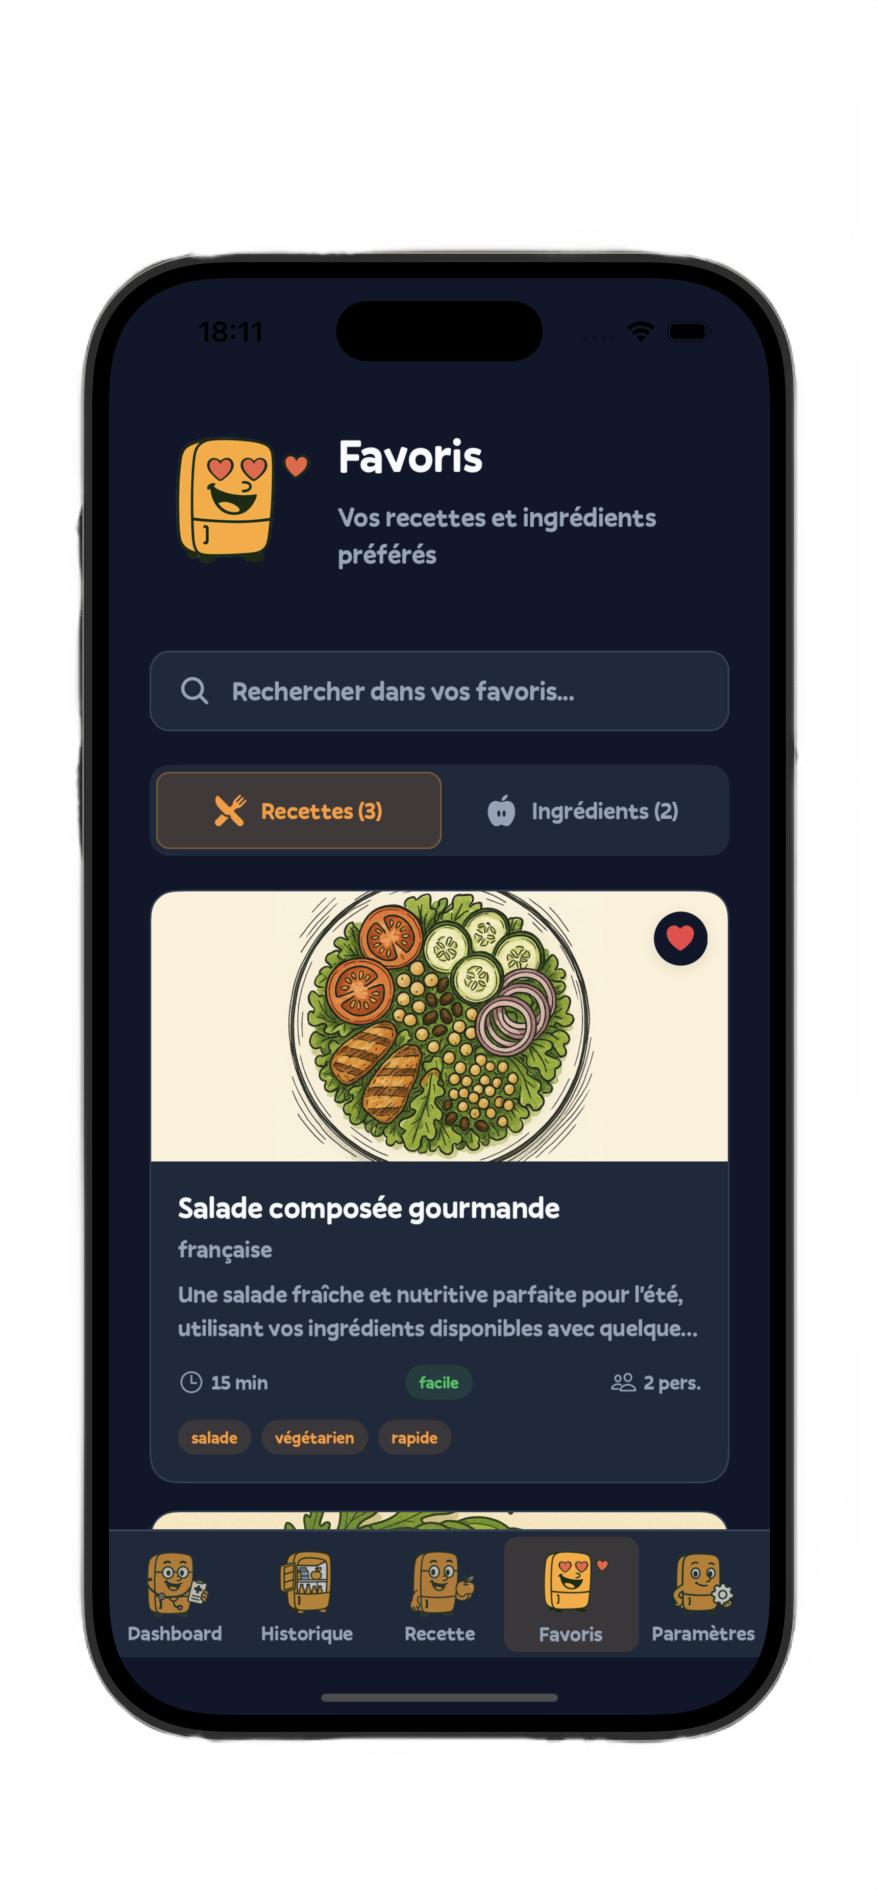 18:11
Favoris
Vos recettes et ingrédients
préférés
Rechercher dans vos favoris...
Recettes (3)
Ingrédients (2)
Salade composée gourmande
française
Une salade fraîche et nutritive parfaite pour l'été,
utilisant vos ingrédients disponibles avec quelque...
15 min
facile
2 pers.
salade
végétarien
rapide
Dashboard
Historique
Recette
Favoris
Paramètres